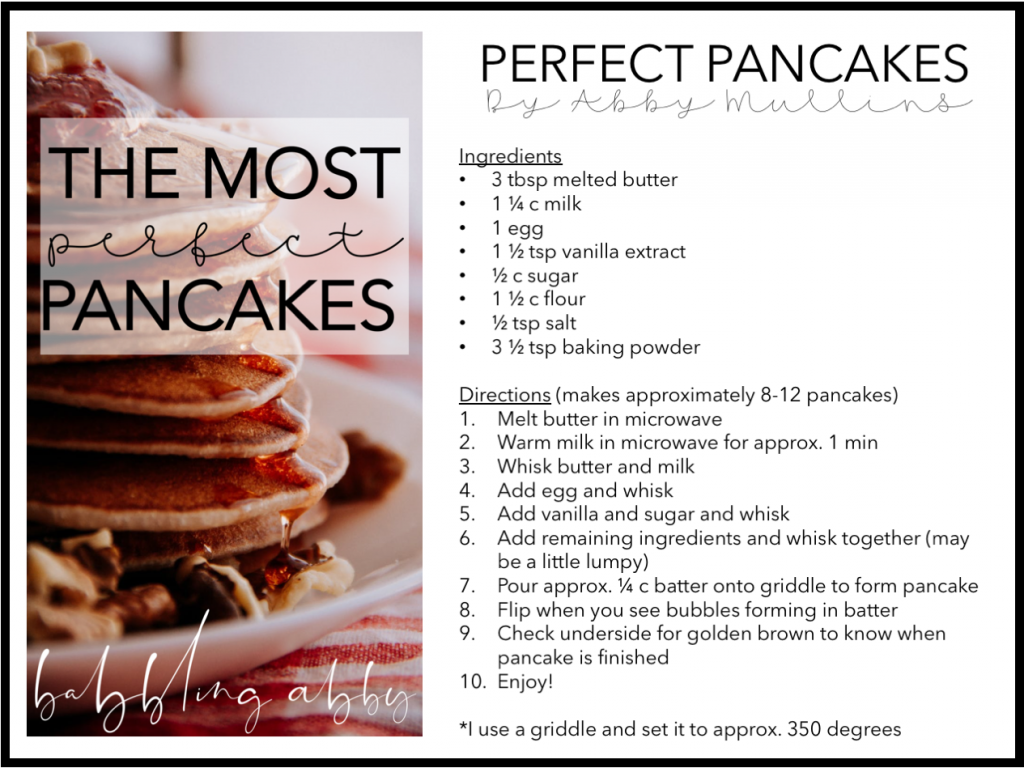 THE MOST
perfect
PANCAKES
babbling abby
PERFECT PANCAKES
By Abby Mullins
Ingredients
• 3 tbsp melted butter
• 1 ¼ c milk
• 1 egg
• 1 ½ tsp vanilla extract
• ½ c sugar
• 1 ½ c flour
• ½ tsp salt
• 3 ½ tsp baking powder
Directions (makes approximately 8-12 pancakes)
1. Melt butter in microwave
2. Warm milk in microwave for approx. 1 min
3. Whisk butter and milk
4. Add egg and whisk
5. Add vanilla and sugar and whisk
6. Add remaining ingredients and whisk together (may
be a little lumpy)
7. Pour approx. ¼ c batter onto griddle to form pancake
8. Flip when you see bubbles forming in batter
9. Check underside for golden brown to know when
pancake is finished
10. Enjoy!
*I use a griddle and set it to approx. 350 degrees